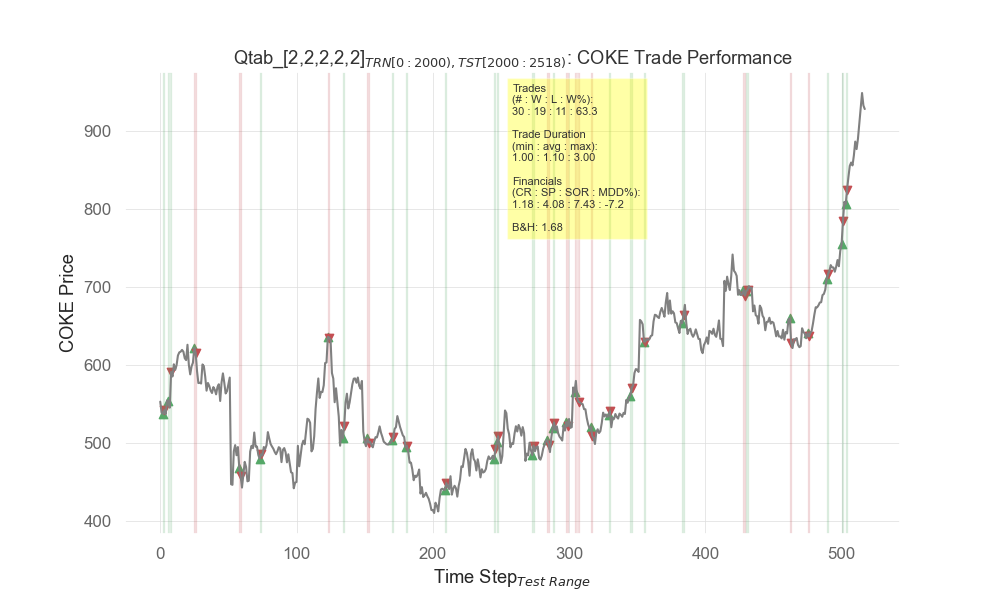 Qtab_[2,2,2,2,2]TRN[0 : 2000), TST[2000 : 2518) : COKE Trade Performance
Trades
(# : W : L : W%):
30 : 19 : 11 : 63.3
Trade Duration
(min : avg : max):
1.00 : 1.10 : 3.00
Financials
(CR : SP : SOR : MDD%):
1.18 : 4.08 : 7.43 : -7.2
B&H: 1.68
COKE Price
900
800
700
600
500
400
0 100 200 300 400 500
Time Step Test Range